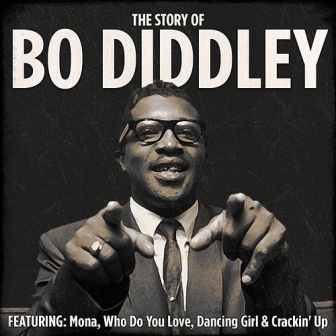 THE STORY OF
BO DIDDLEY
FEATURING: Mona, Who Do You Love, Dancing Girl & Crackin' Up